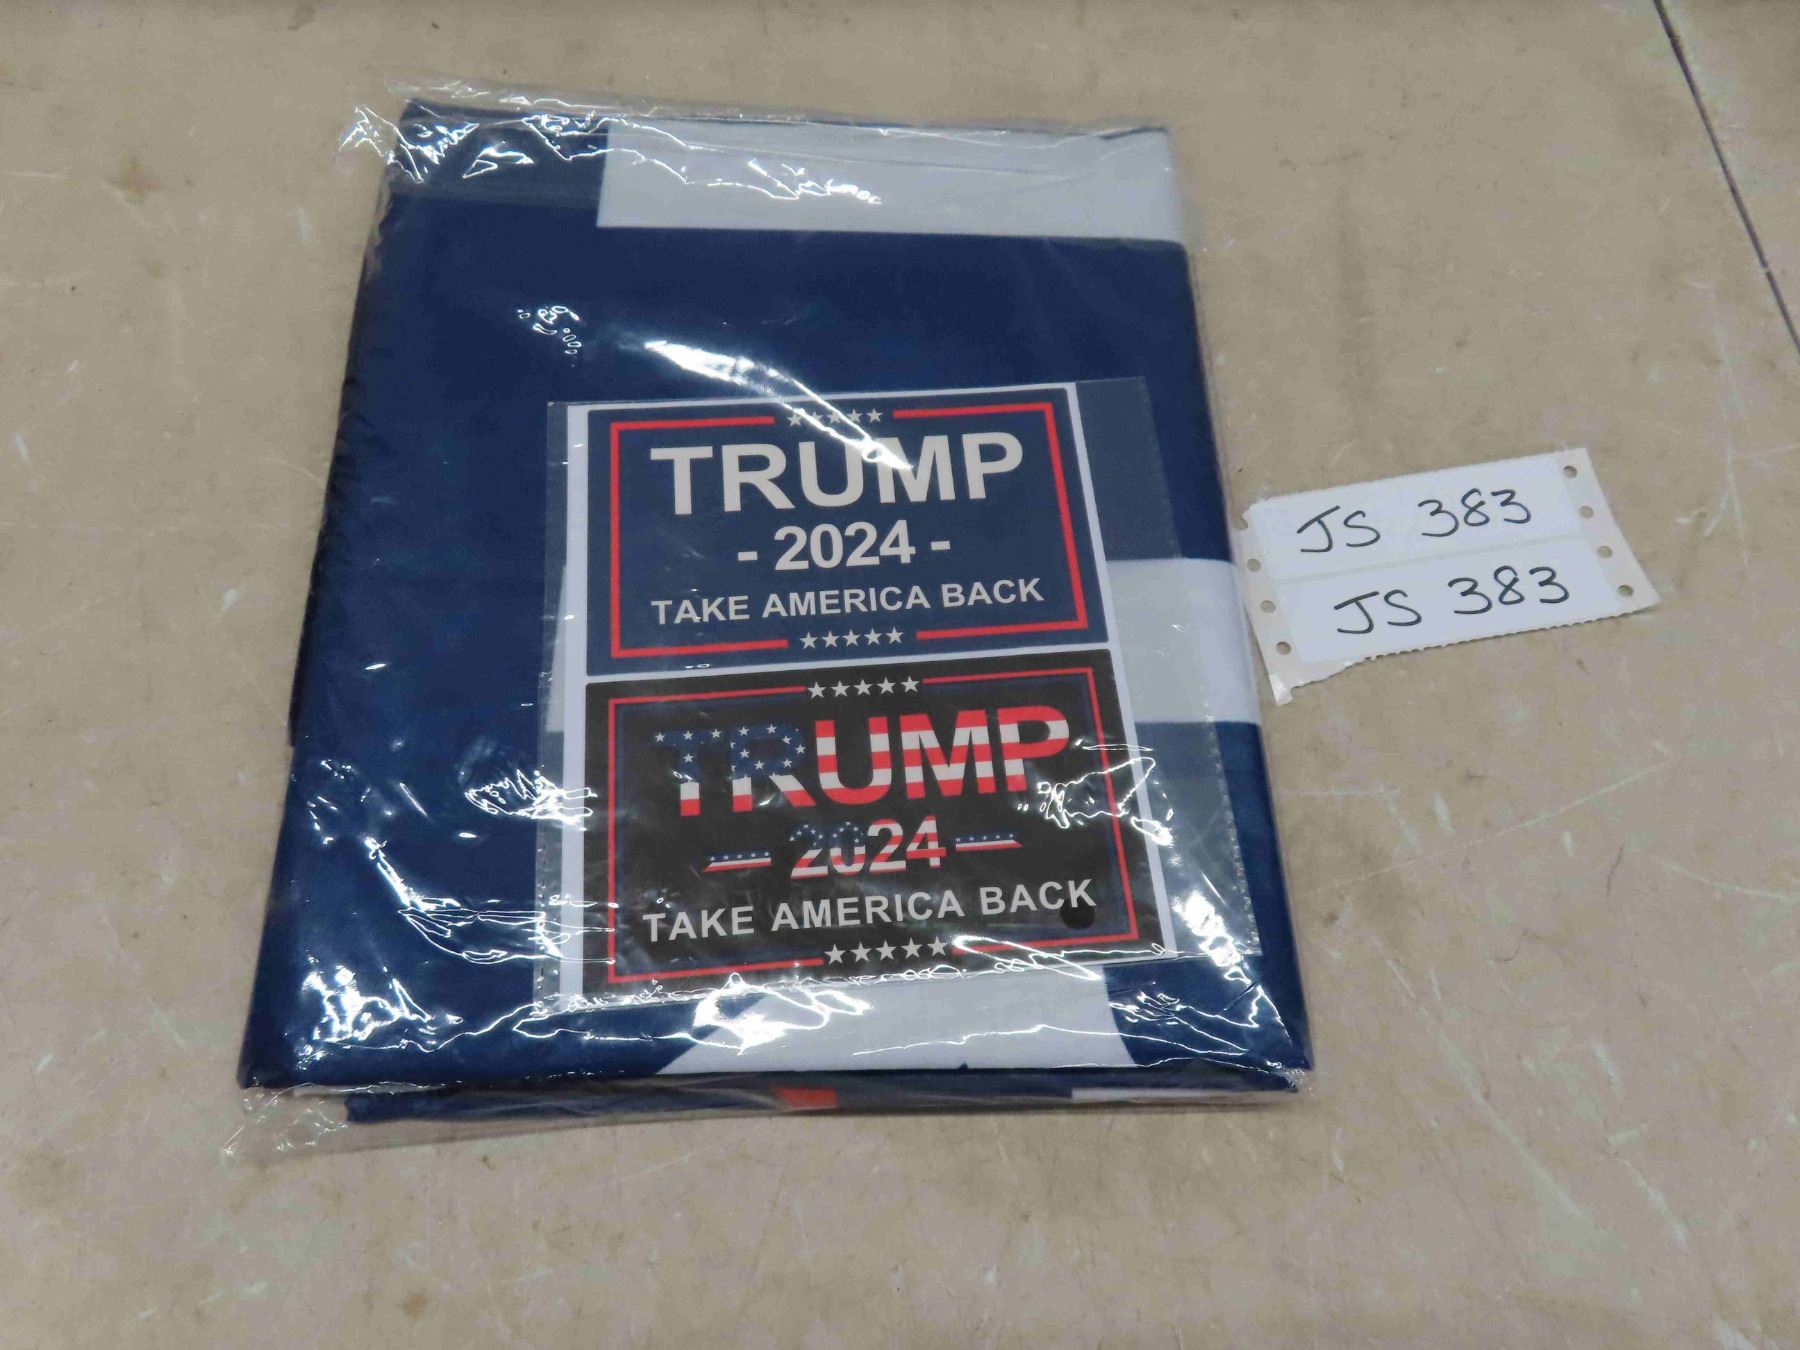 TRUMP
- 2024 -
TAKE AMERICA BACK
TRUMP
2024
TAKE AMERICA BACK
JS 383
JS 383